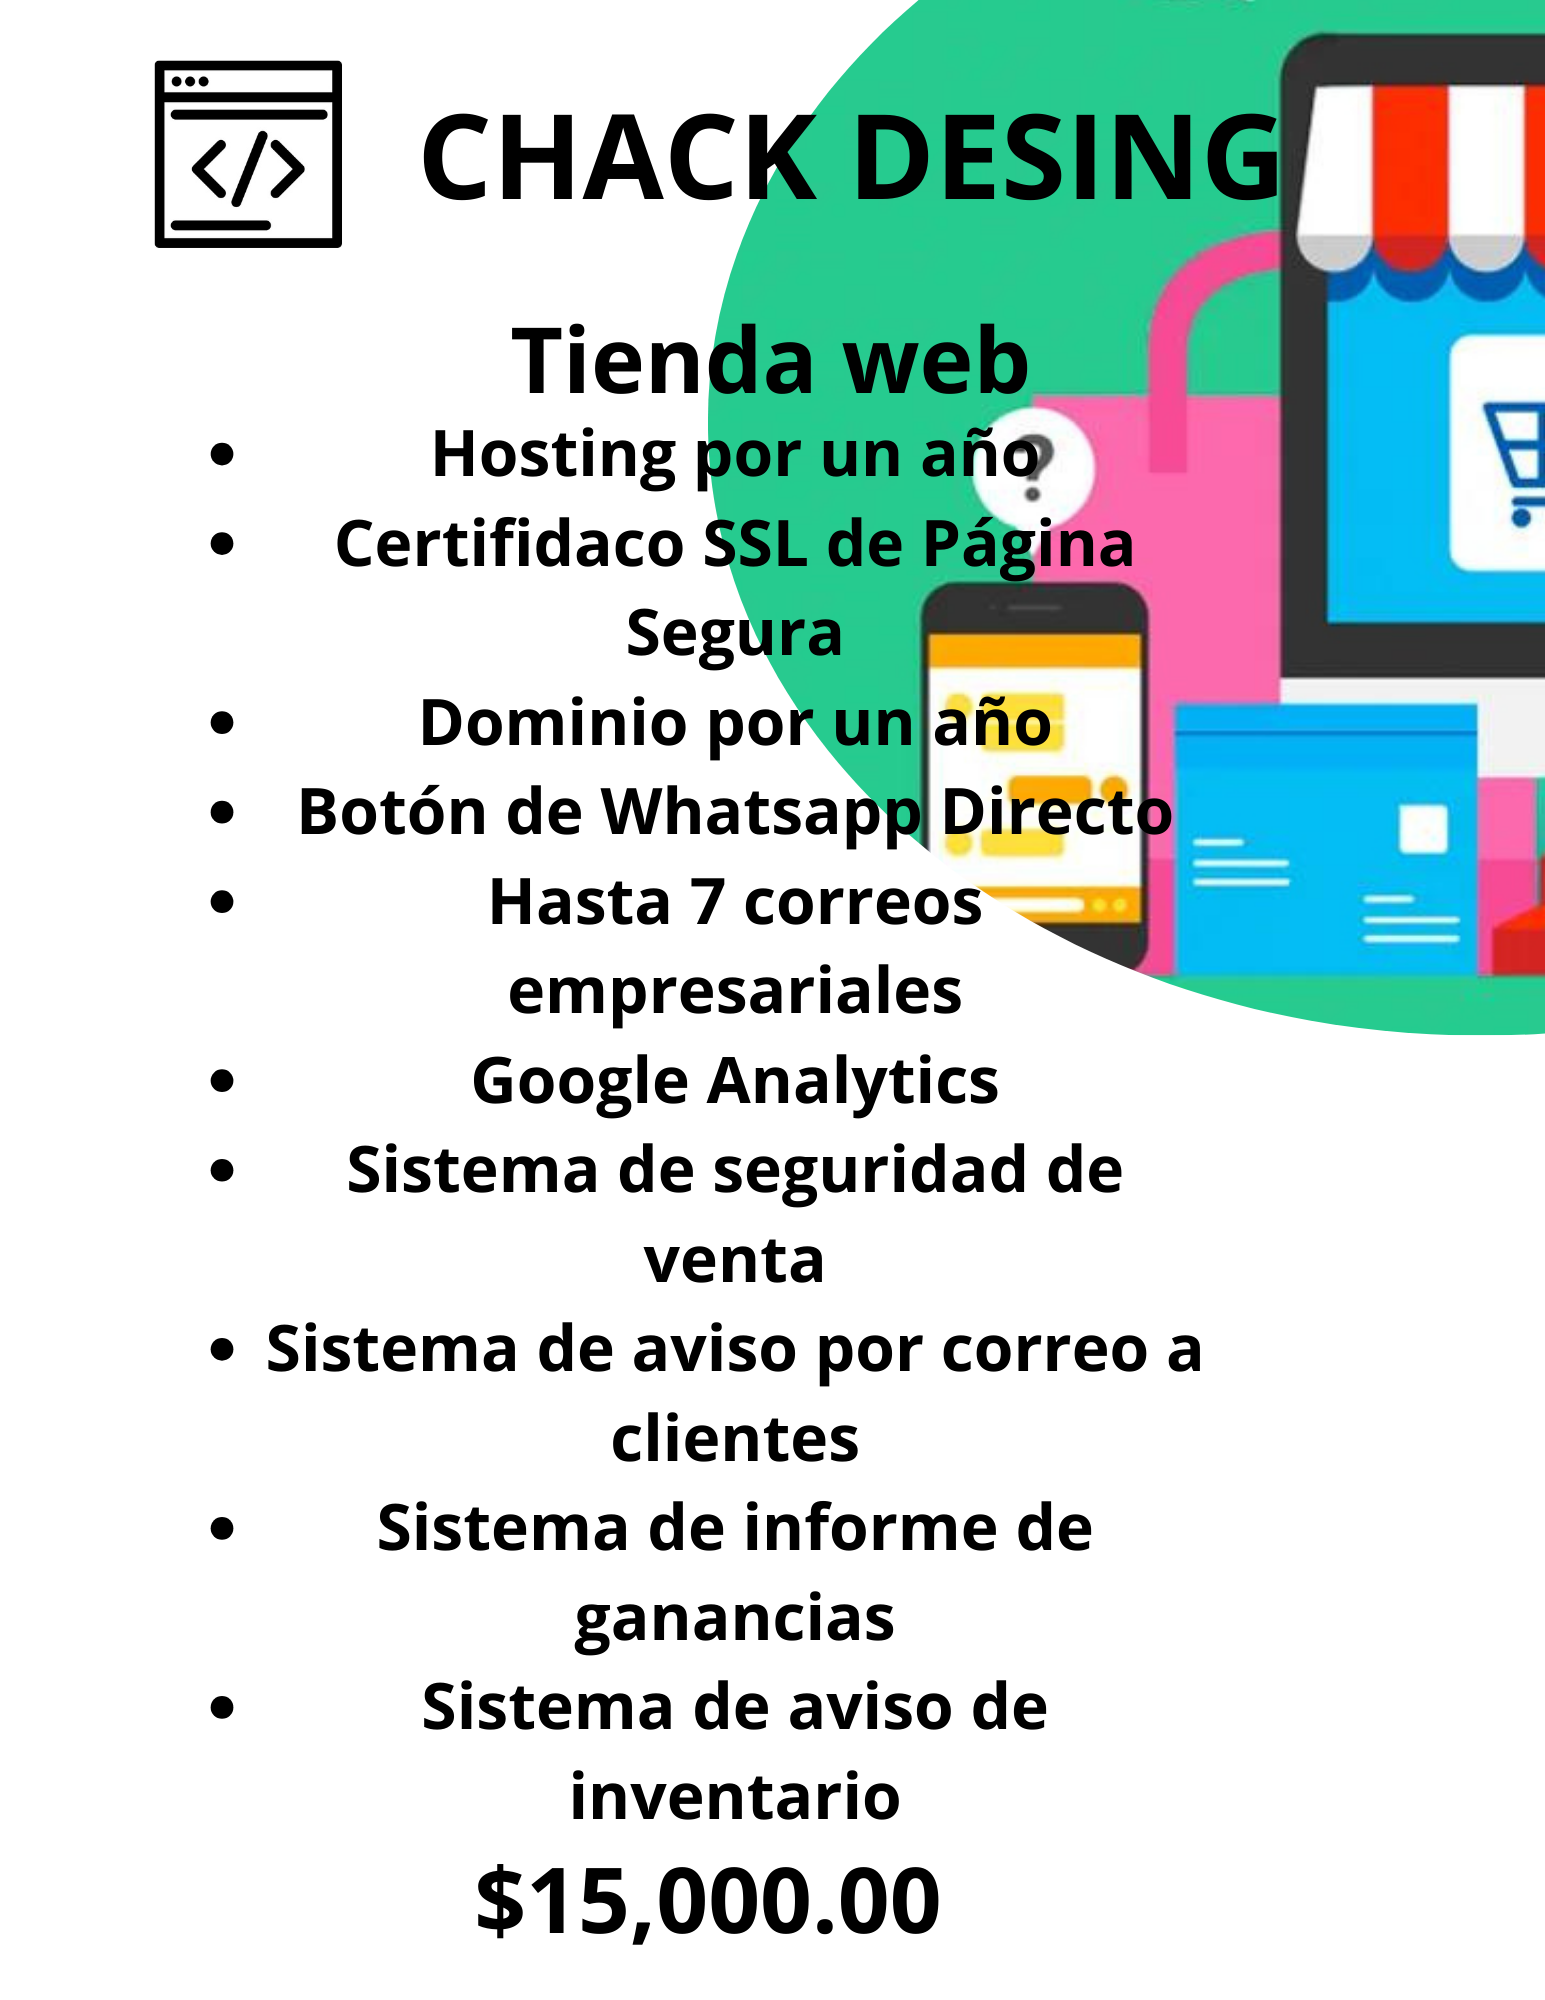 CHACK DESING
Tienda web
• Hosting por un año
• Certifidaco SSL de Página
Segura
• Dominio por un año
• Botón de Whatsapp Directo
• Hasta 7 correos
empresariales
• Google Analytics
• Sistema de seguridad de
venta
• Sistema de aviso por correo a
clientes
• Sistema de informe de
ganancias
• Sistema de aviso de
inventario
$15,000.00